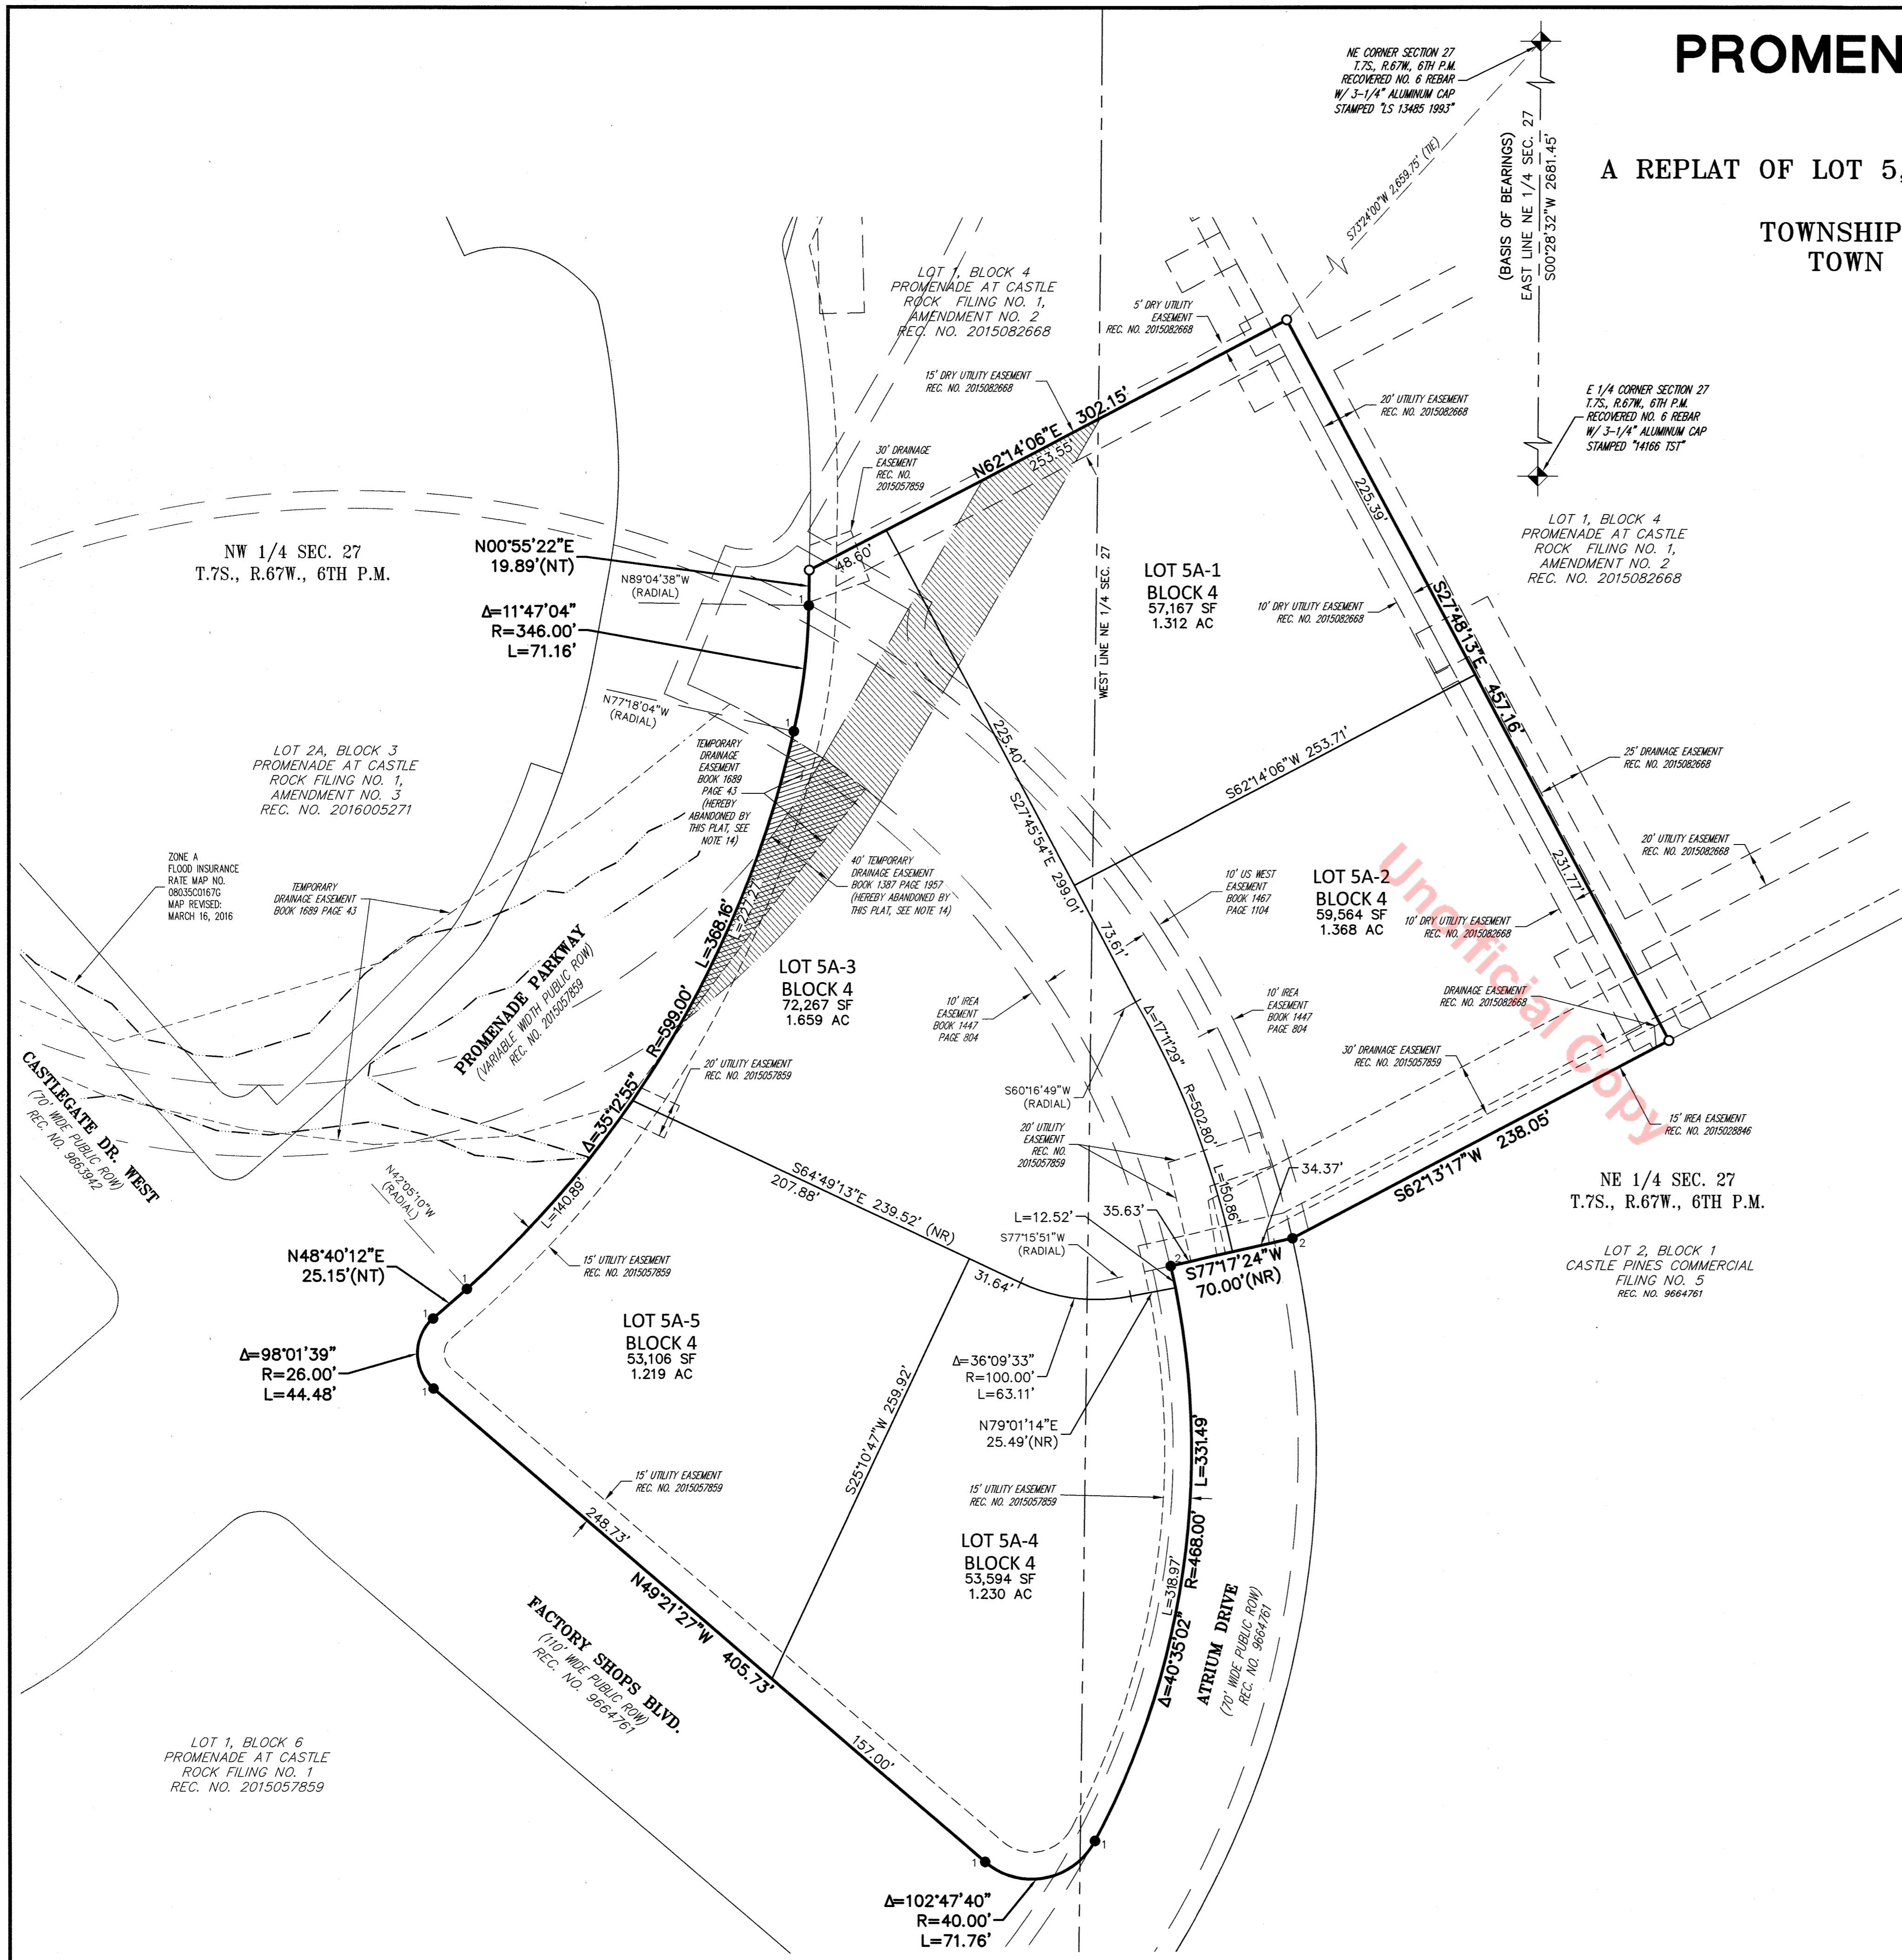 PROMEN
A REPLAT OF LOT 5,
TOWNSHIP
TOWN
NE CORNER SECTION 27
T.7S., R.67W., 6TH P.M.
RECOVERED NO. 6 REBAR
W/ 3-1/4" ALUMINUM CAP
STAMPED "LS 13485 1993"
S73°24'00"W 2,659.75' (TIE)
(BASIS OF BEARINGS)
EAST LINE NE 1/4 SEC. 27
S00°28'32"W 2681.45'
E 1/4 CORNER SECTION 27
T.7S., R.67W., 6TH P.M.
RECOVERED NO. 6 REBAR
W/ 3-1/4" ALUMINUM CAP
STAMPED "14166 TST"
LOT 1, BLOCK 4
PROMENADE AT CASTLE
ROCK FILING NO. 1,
AMENDMENT NO. 2
REC. NO. 2015082668
5' DRY UTILITY
EASEMENT
REC. NO. 2015082668
15' DRY UTILITY EASEMENT
REC. NO. 2015082668
20' UTILITY EASEMENT
REC. NO. 2015082668
30' DRAINAGE
EASEMENT
REC. NO.
2015057859
N62°14'06"E 302.15'
253.55'
48.60'
225.39'
LOT 1, BLOCK 4
PROMENADE AT CASTLE
ROCK FILING NO. 1,
AMENDMENT NO. 2
REC. NO. 2015082668
NW 1/4 SEC. 27
T.7S., R.67W., 6TH P.M.
N00°55'22"E
19.89'(NT)
N89°04'38"W
(RADIAL)
1
Δ=11°47'04"
R=346.00'
L=71.16'
N77°18'04"W
(RADIAL)
1
WEST LINE NE 1/4 SEC. 27
LOT 5A-1
BLOCK 4
57,167 SF
1.312 AC
10' DRY UTILITY EASEMENT
REC. NO. 2015082668
S27°48'13"E 457.16'
225.40'
S27°45'54"E 299.01'
73.61'
S62°14'06"W 253.71'
25' DRAINAGE EASEMENT
REC. NO. 2015082668
20' UTILITY EASEMENT
REC. NO. 2015082668
231.77'
LOT 2A, BLOCK 3
PROMENADE AT CASTLE
ROCK FILING NO. 1,
AMENDMENT NO. 3
REC. NO. 2016005271
TEMPORARY
DRAINAGE
EASEMENT
BOOK 1689
PAGE 43
(HEREBY
ABANDONED BY
THIS PLAT, SEE
NOTE 14)
40' TEMPORARY
DRAINAGE EASEMENT
BOOK 1387 PAGE 1957
(HEREBY ABANDONED BY
THIS PLAT, SEE NOTE 14)
ZONE A
FLOOD INSURANCE
RATE MAP NO.
08035C0167G
MAP REVISED:
MARCH 16, 2016
TEMPORARY
DRAINAGE EASEMENT
BOOK 1689 PAGE 43
10' US WEST
EASEMENT
BOOK 1467
PAGE 1104
LOT 5A-2
BLOCK 4
59,564 SF
1.368 AC
10' DRY UTILITY EASEMENT
REC. NO. 2015082668
Unofficial Copy
PROMENADE PARKWAY
(VARIABLE WIDTH PUBLIC ROW)
REC. NO. 2015057859
Δ=35°12'55" R=599.00' L=368.16'
L=227.27'
LOT 5A-3
BLOCK 4
72,267 SF
1.659 AC
10' IREA
EASEMENT
BOOK 1447
PAGE 804
10' IREA
EASEMENT
BOOK 1447
PAGE 804
DRAINAGE EASEMENT
REC. NO. 2015082668
30' DRAINAGE EASEMENT
REC. NO. 2015057859
15' IREA EASEMENT
REC. NO. 2015028846
20' UTILITY EASEMENT
REC. NO. 2015057859
Δ=17°11'29" R=502.80' L=150.86'
S60°16'49"W
(RADIAL)
20' UTILITY
EASEMENT
REC. NO.
2015057859
CASTLEGATE DR. WEST
(70' WIDE PUBLIC ROW)
REC. NO. 9663942
N42°05'10"W
(RADIAL)
L=140.89'
S64°49'13"E 239.52' (NR)
207.88'
31.64'
L=12.52'
35.63'
34.37'
S77°15'51"W
(RADIAL)
2
S77°17'24"W
70.00'(NR)
2
S62°13'17"W 238.05'
NE 1/4 SEC. 27
T.7S., R.67W., 6TH P.M.
LOT 2, BLOCK 1
CASTLE PINES COMMERCIAL
FILING NO. 5
REC. NO. 9664761
N48°40'12"E
25.15'(NT)
1
1
15' UTILITY EASEMENT
REC. NO. 2015057859
LOT 5A-5
BLOCK 4
53,106 SF
1.219 AC
Δ=98°01'39"
R=26.00'
L=44.48'
1
S25°10'47"W 259.92'
Δ=36°09'33"
R=100.00'
L=63.11'
N79°01'14"E
25.49'(NR)
15' UTILITY EASEMENT
REC. NO. 2015057859
15' UTILITY EASEMENT
REC. NO. 2015057859
248.73'
N49°21'27"W 405.73'
157.00'
LOT 5A-4
BLOCK 4
53,594 SF
1.230 AC
L=318.97'
Δ=40°35'02" R=468.00' L=331.49'
ATRIUM DRIVE
(70' WIDE PUBLIC ROW)
REC. NO. 9664761
FACTORY SHOPS BLVD.
(110' WIDE PUBLIC ROW)
REC. NO. 9664761
LOT 1, BLOCK 6
PROMENADE AT CASTLE
ROCK FILING NO. 1
REC. NO. 2015057859
1
1
Δ=102°47'40"
R=40.00'
L=71.76'